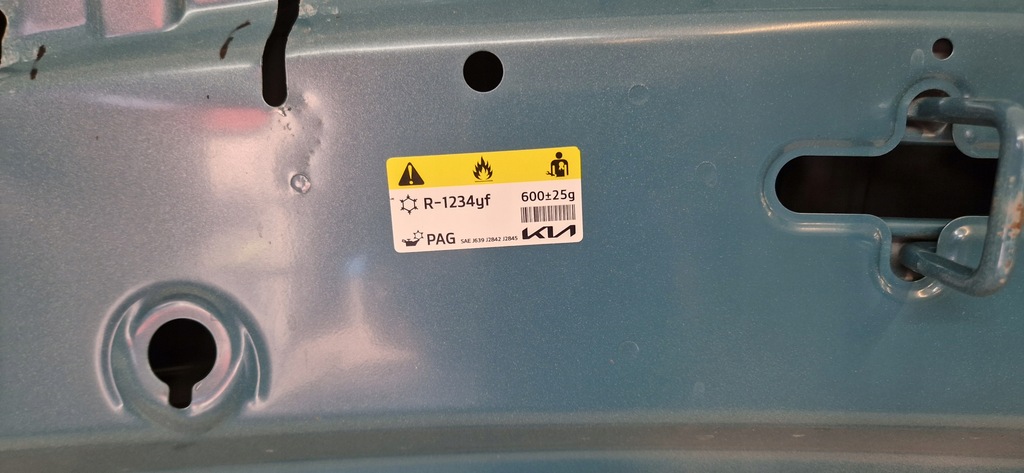 R-1234yf 600±25g
PAG SAE J639 J2842 J2845 KIA